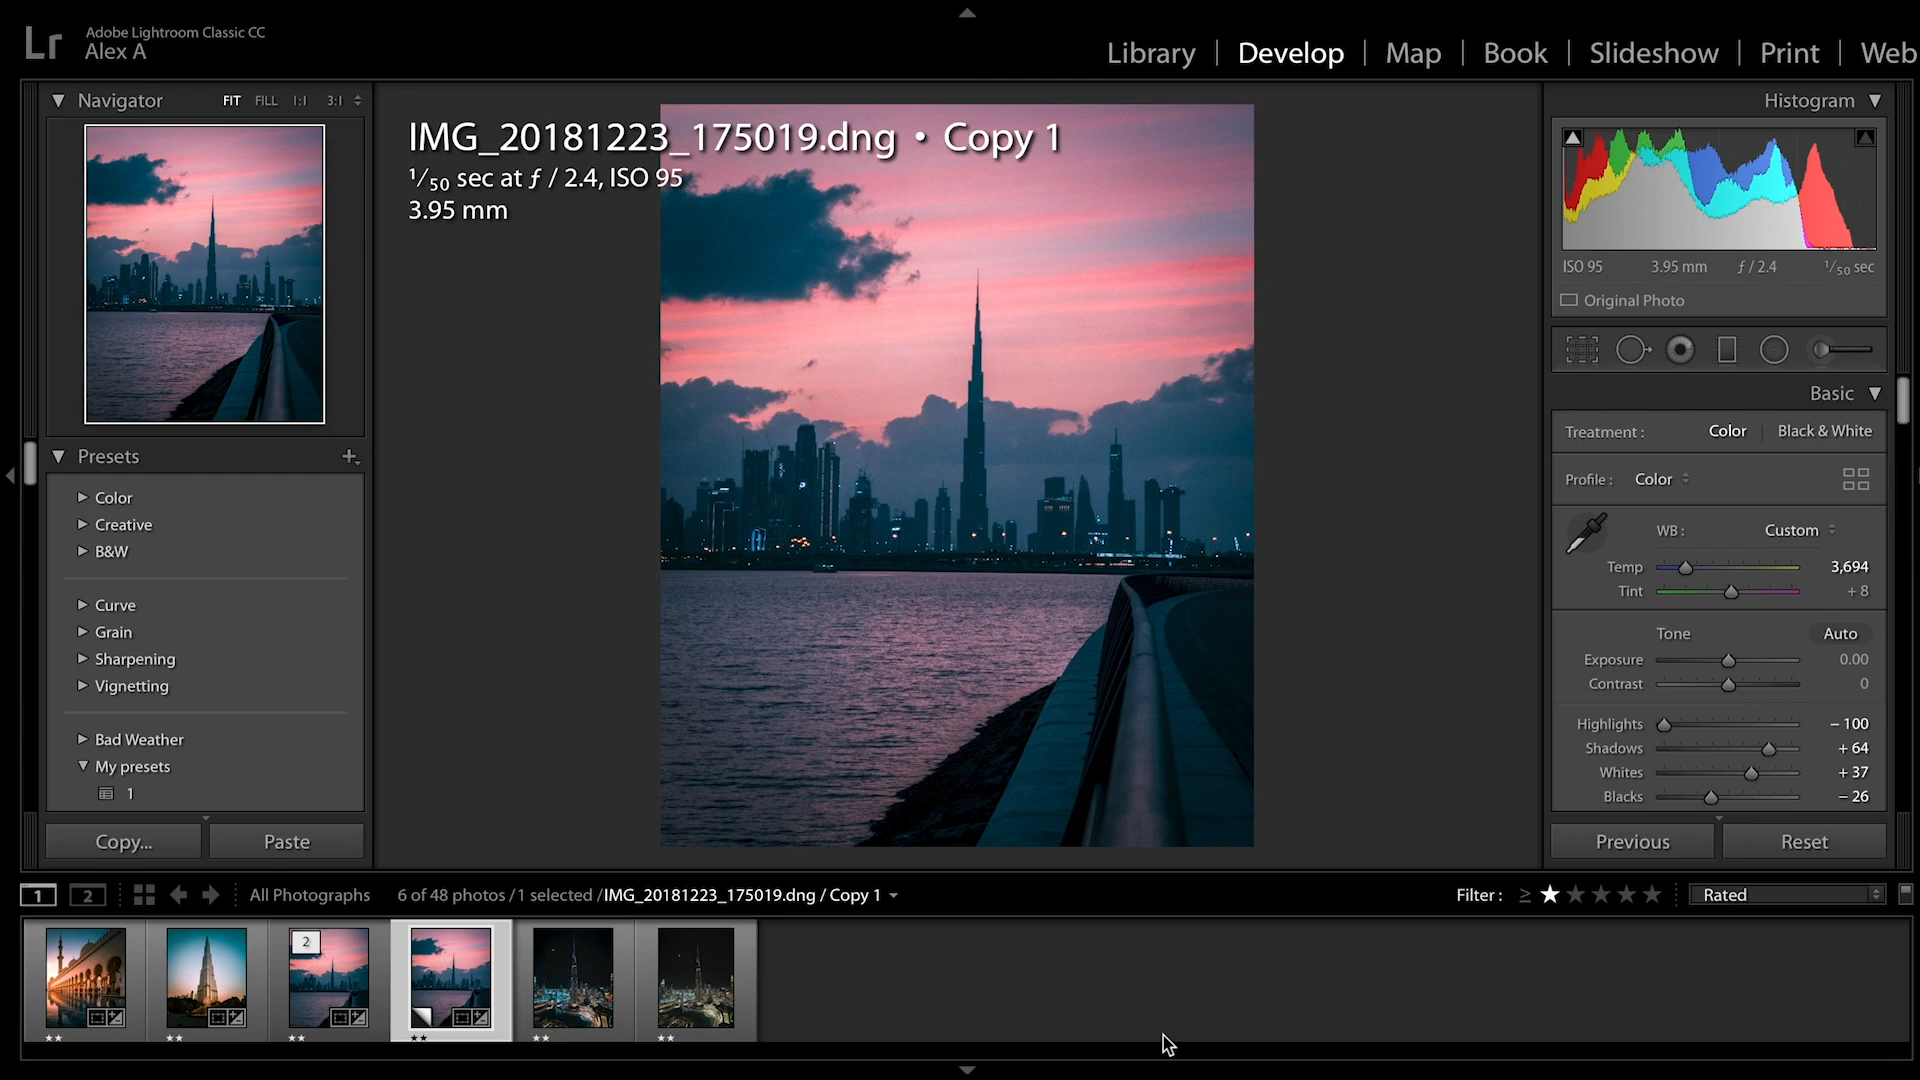 Lr
Adobe Lightroom Classic CC
Alex A
Library | Develop | Map | Book | Slideshow | Print | Web
Navigator FIT FILL 1:1 3:1
IMG_20181223_175019.dng • Copy 1
1/50 sec at ƒ / 2.4, ISO 95
3.95 mm
Histogram
ISO 95 3.95 mm ƒ / 2.4 1/50 sec
Original Photo
Basic
Treatment : Color Black & White
Profile : Color
WB : Custom
Temp 3,694
Tint + 8
Tone Auto
Exposure 0.00
Contrast 0
Highlights – 100
Shadows + 64
Whites + 37
Blacks – 26
Previous Reset
Presets +
Color
Creative
B&W
Curve
Grain
Sharpening
Vignetting
Bad Weather
My presets
1
Copy... Paste
1 2 All Photographs 6 of 48 photos / 1 selected / IMG_20181223_175019.dng / Copy 1 Filter : ≥ ★★★★★ Rated
2